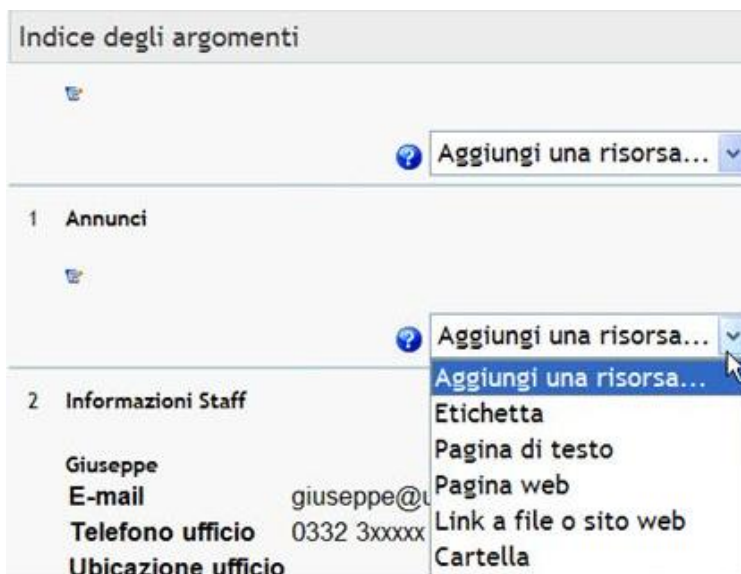 Indice degli argomenti
Aggiungi una risorsa...
1 Annunci
Aggiungi una risorsa...
Aggiungi una risorsa...
Etichetta
Pagina di testo
Pagina web
Link a file o sito web
Cartella
2 Informazioni Staff
Giuseppe
E-mail giuseppe@u
Telefono ufficio 0332 3xxxxx
Ubicazione ufficio